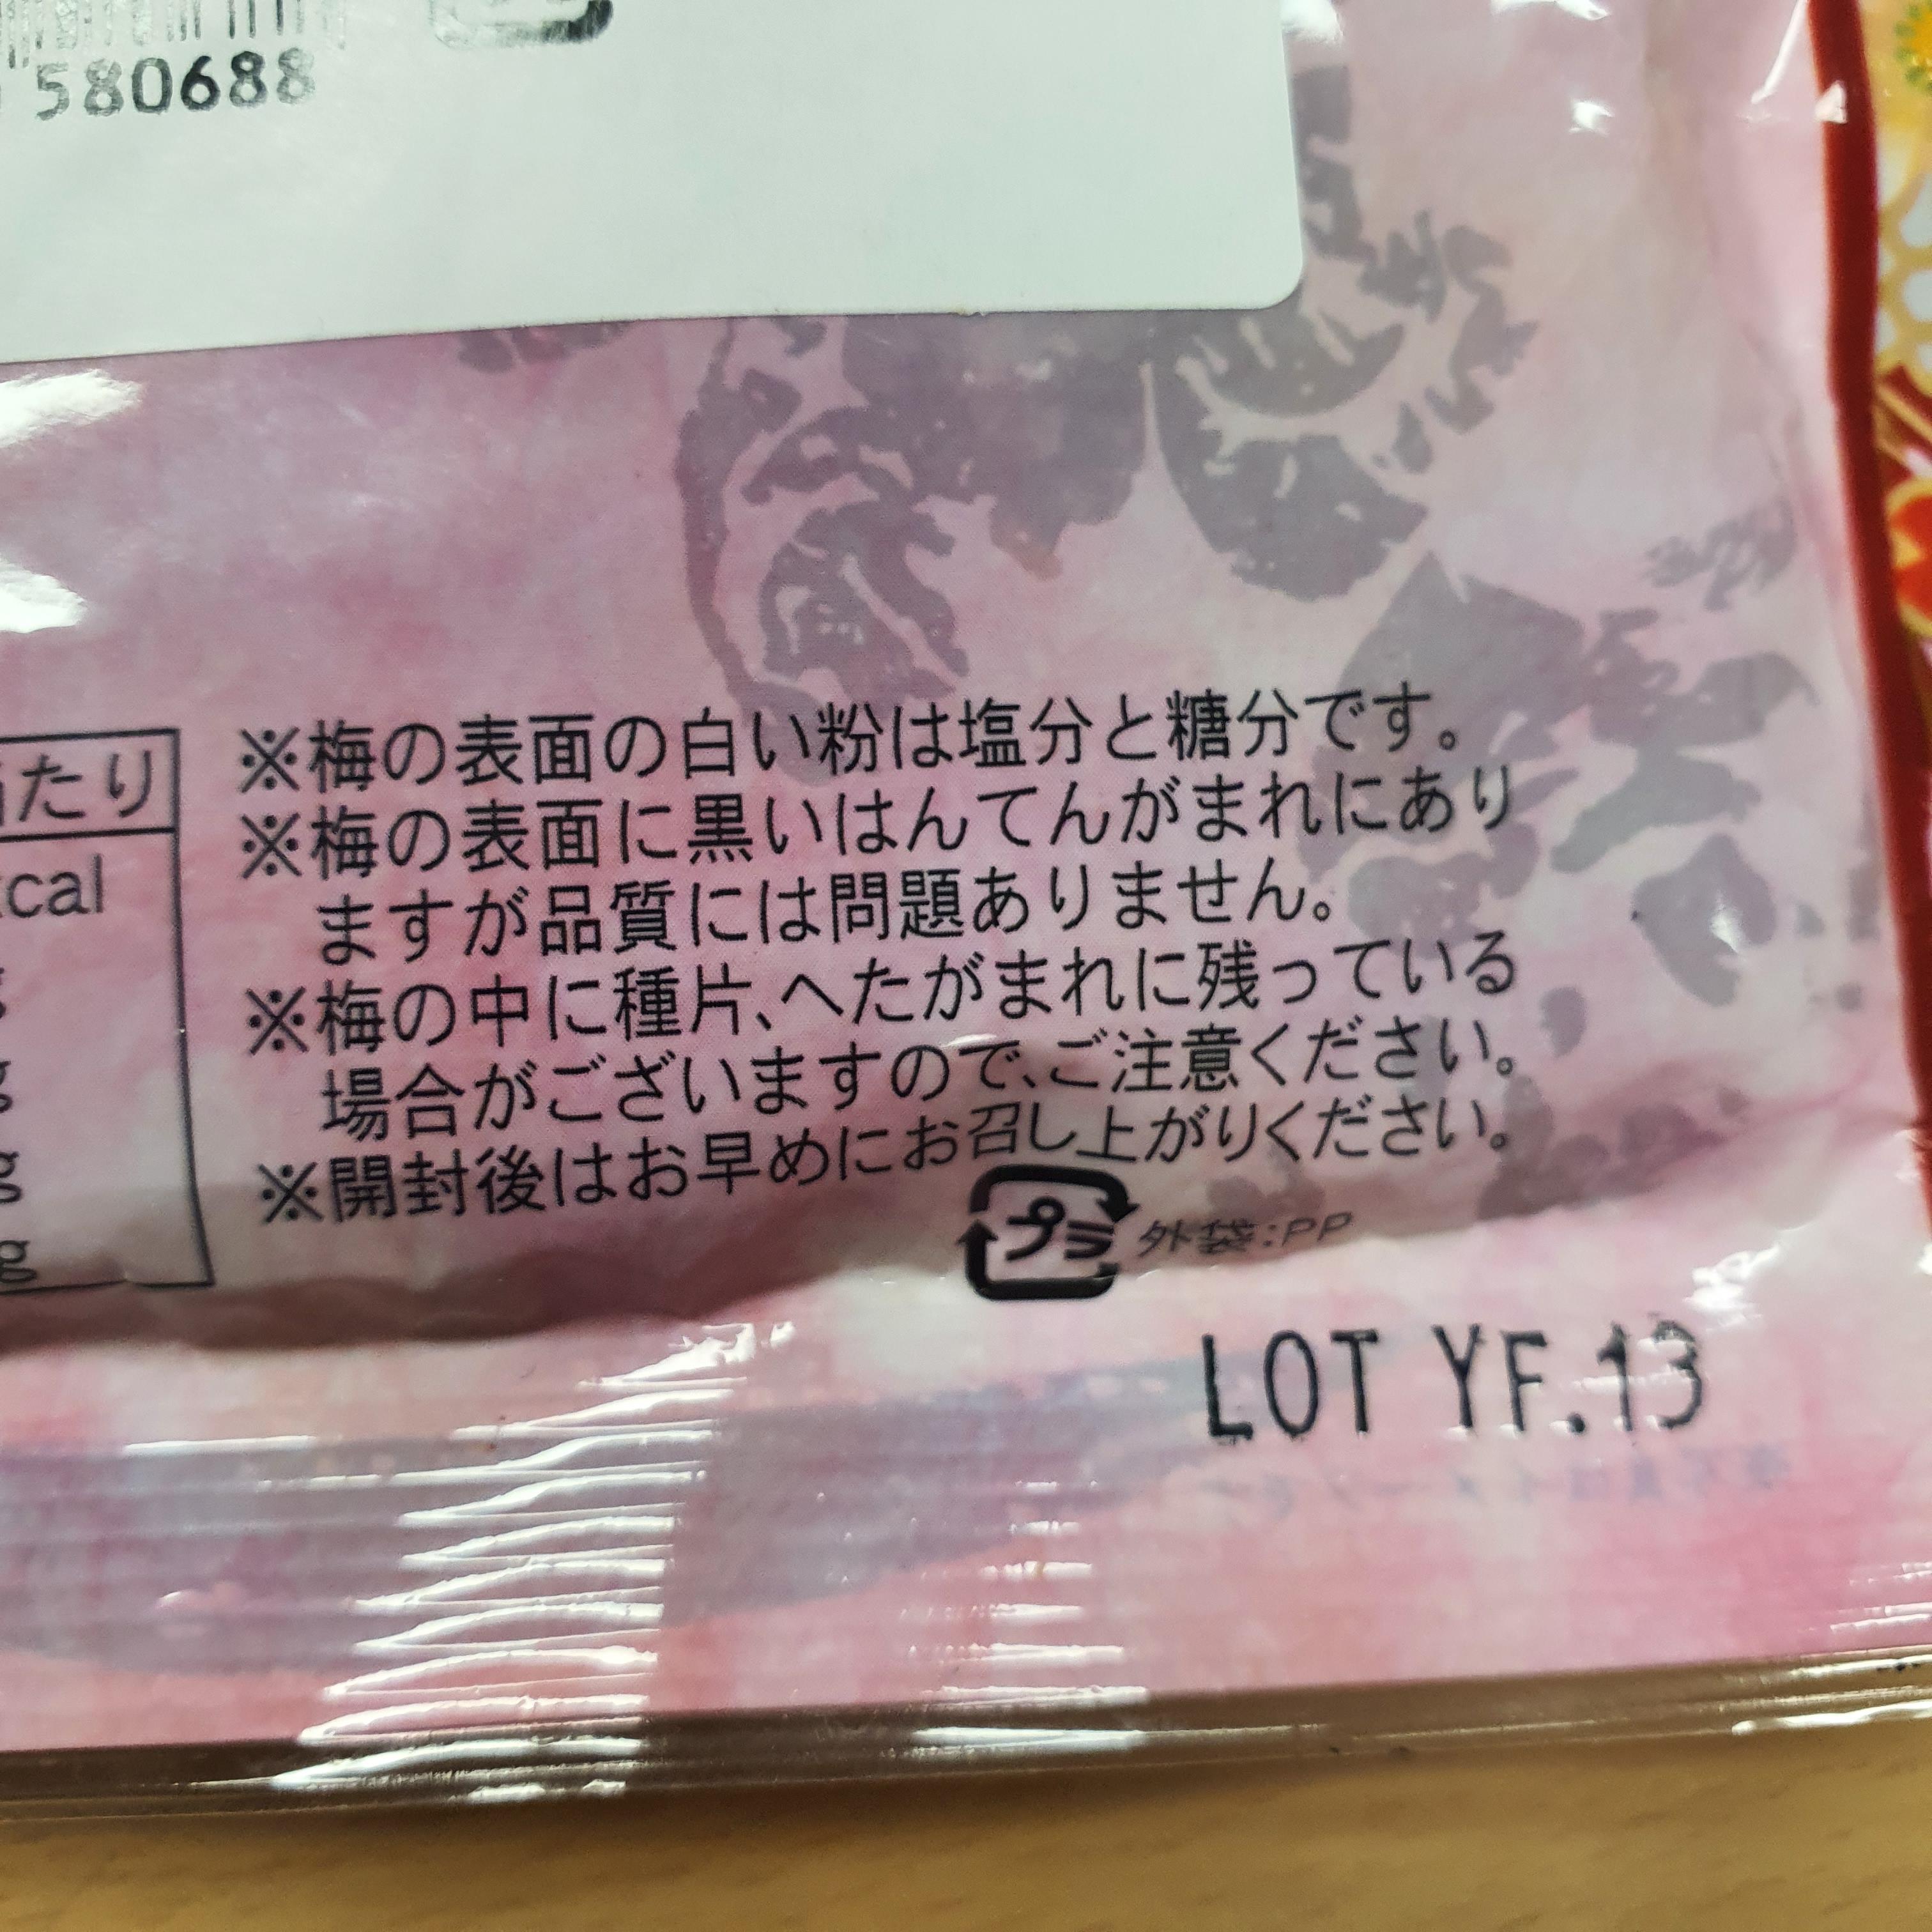 580688
たり
cal
g
g
g
g
※梅の表面の白い粉は塩分と糖分です。
※梅の表面に黒いはんてんがまれにあり
ますが品質には問題ありません。
※梅の中に種片、へたがまれに残っている
場合がございますので、ご注意ください。
※開封後はお早めにお召し上がりください。
プラ 外袋:PP
LOT YF.13